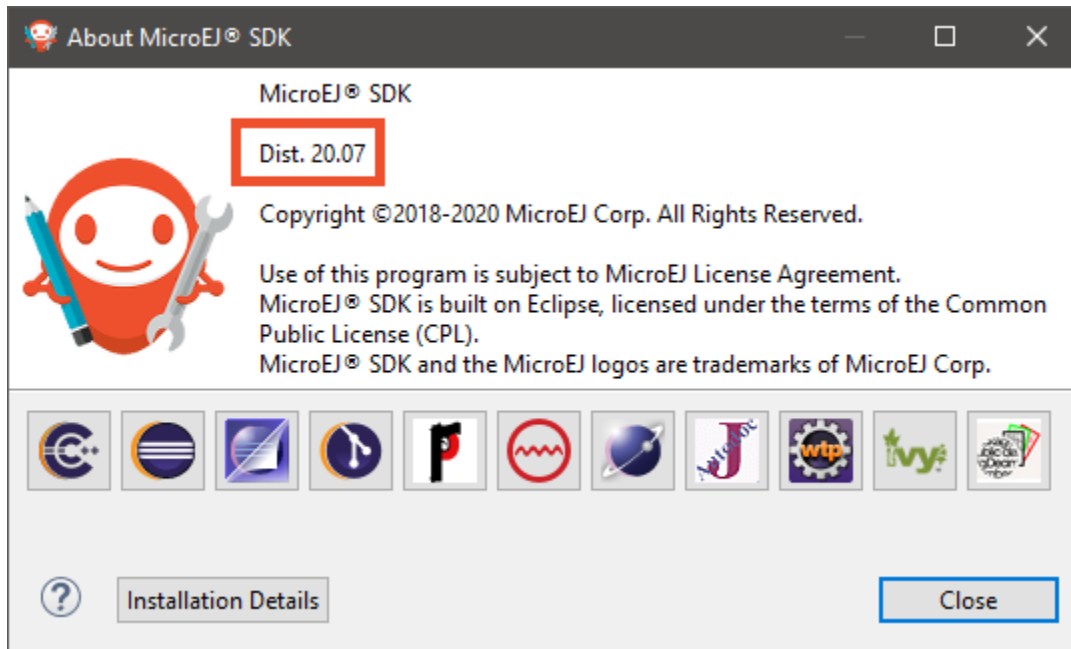 About MicroEJ® SDK
MicroEJ® SDK
Dist. 20.07
Copyright ©2018-2020 MicroEJ Corp. All Rights Reserved.
Use of this program is subject to MicroEJ License Agreement.
MicroEJ® SDK is built on Eclipse, licensed under the terms of the Common
Public License (CPL).
MicroEJ® SDK and the MicroEJ logos are trademarks of MicroEJ Corp.
Autodoc
wtp
ivy
Installation Details
Close